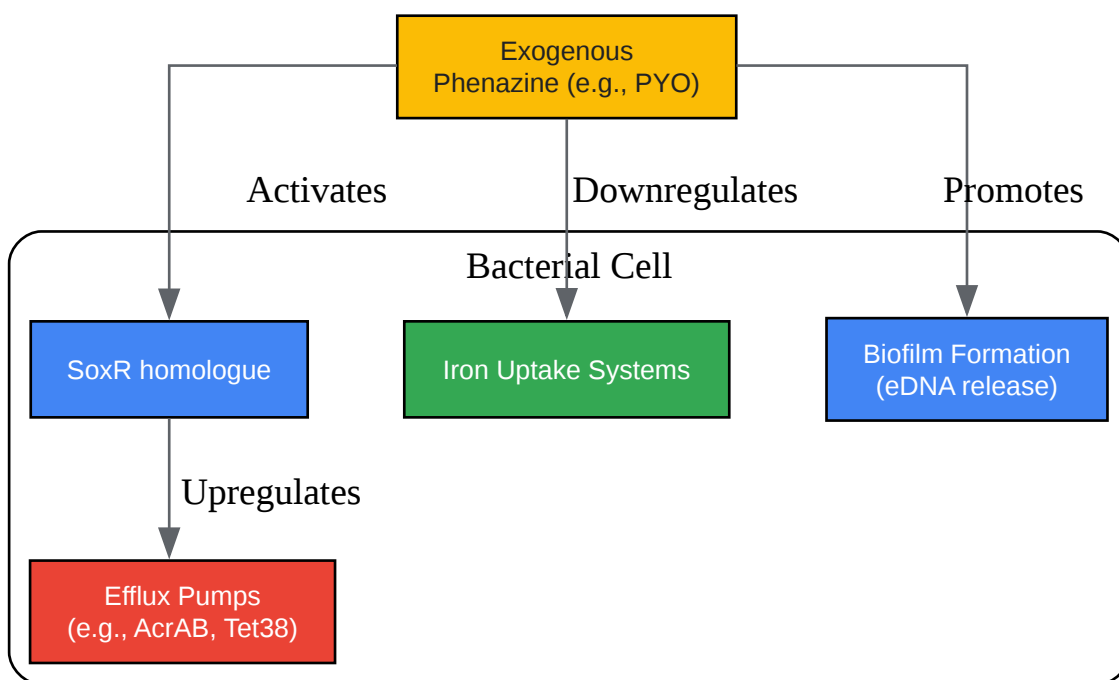 Exogenous
Phenazine (e.g., PYO)
Activates
Downregulates
Promotes
Bacterial Cell
SoxR homologue
Iron Uptake Systems
Biofilm Formation
(eDNA release)
Upregulates
Efflux Pumps
(e.g., AcrAB, Tet38)